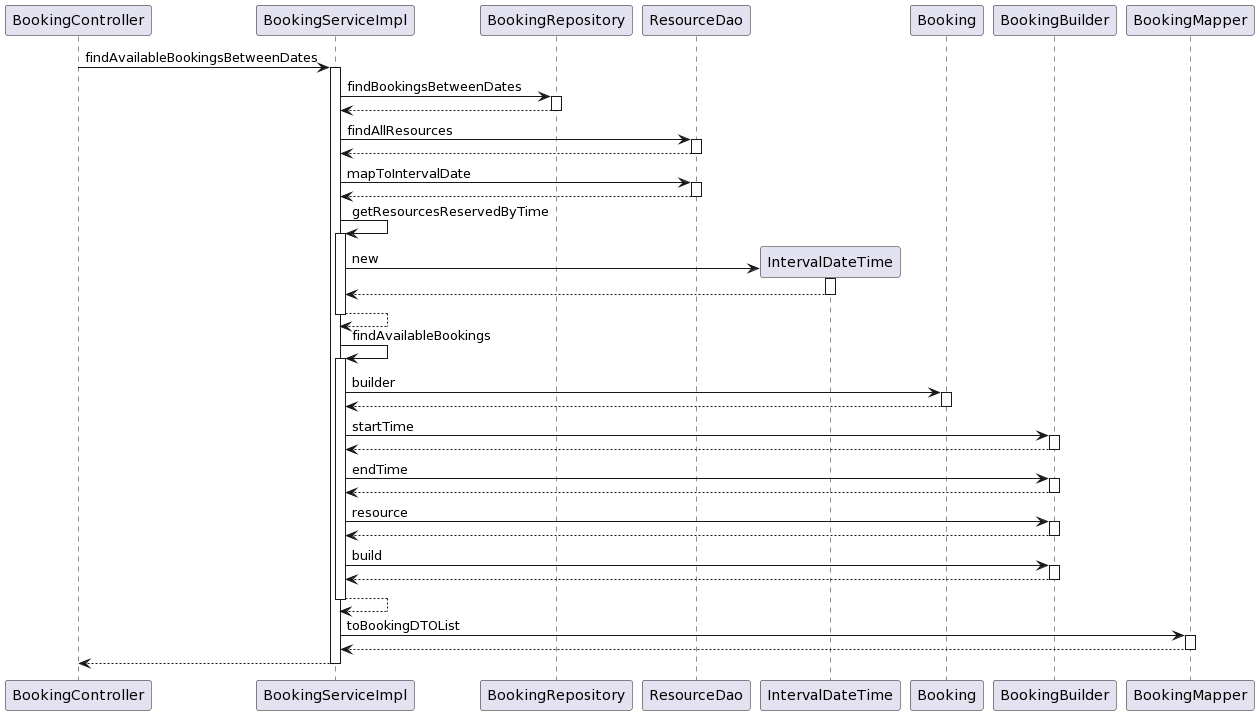 BookingController BookingServiceImpl BookingRepository ResourceDao Booking BookingBuilder BookingMapper
findAvailableBookingsBetweenDates
findBookingsBetweenDates
findAllResources
mapToIntervalDate
getResourcesReservedByTime
new
IntervalDateTime
findAvailableBookings
builder
startTime
endTime
resource
build
toBookingDTOList
BookingController BookingServiceImpl BookingRepository ResourceDao IntervalDateTime Booking BookingBuilder BookingMapper